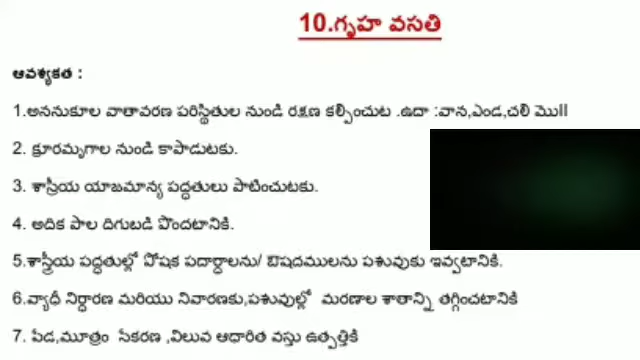 10.గృహ వసతి
ఆవశ్యకత :
1.అననుకూల వాతావరణ పరిస్థితుల నుండి రక్షణ కల్పించుట .ఉదా :వాన,ఎండ,చలి మొ||
2. క్రూరమృగాల నుండి కాపాడుటకు.
3. శాస్రీయ యాజమాన్య పద్ధతులు పాటించుటకు.
4. అదిక పాల దిగుబడి పొందటానికి.
5.శాస్త్రీయ పద్ధతుల్లో పోషక పదార్ధాలను/ ఔషదములను పశువుకు ఇవ్వటానికి.
6.వ్యాధి నిర్ధారణ మరియు నివారణకు,పశువుల్లో మరణాల శాతాన్ని తగ్గించటానికి
7. పేడ,మూత్రం సేకరణ ,విలువ ఆధారిత వస్తు ఉత్పత్తికి